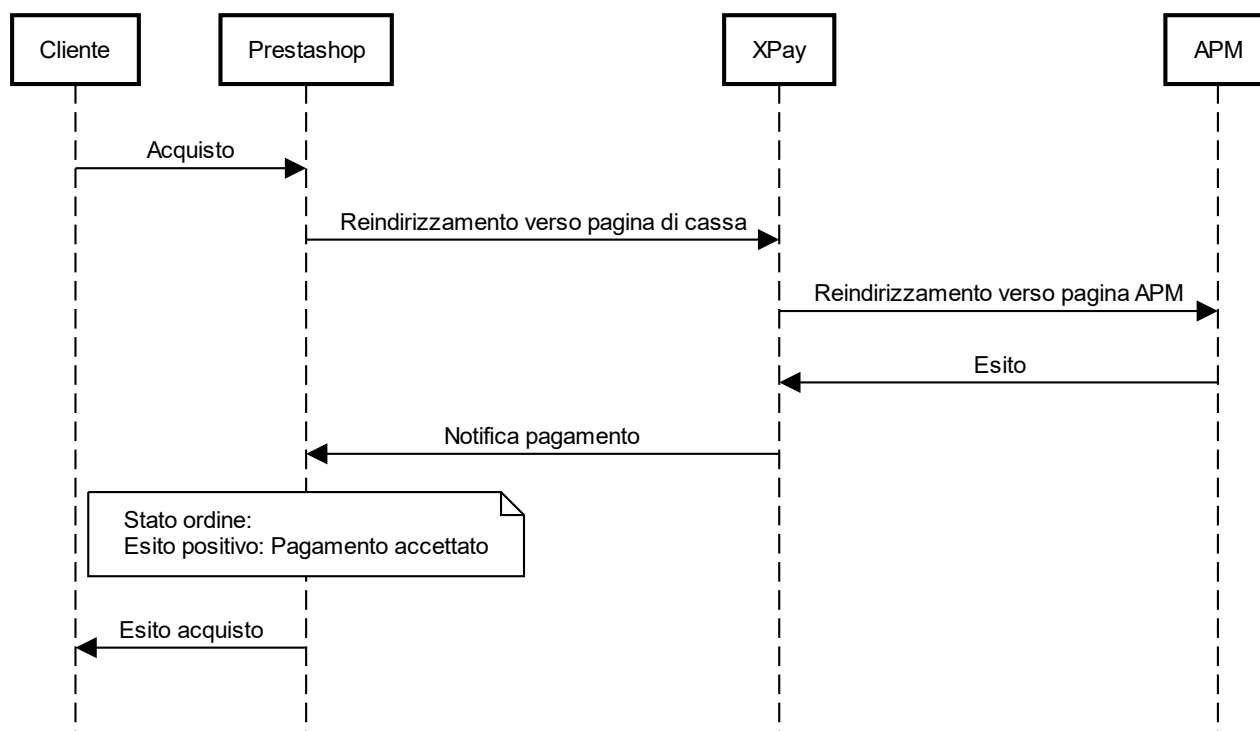 Cliente
Prestashop
XPay
APM
Acquisto
Reindirizzamento verso pagina di cassa
Reindirizzamento verso pagina APM
Esito
Notifica pagamento
Stato ordine:
Esito positivo: Pagamento accettato
Esito acquisto